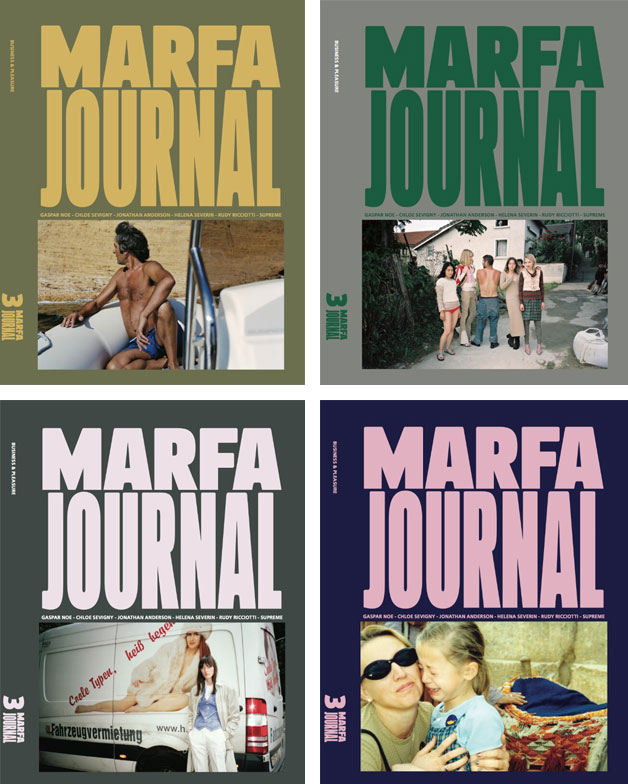 BUSINESS & PLEASURE
MARFA
JOURNAL
GASPAR NOE - CHLOE SEVIGNY - JONATHAN ANDERSON - HELENA SEVERIN - RUDY RICCIOTTI - SUPREME
3 MARFA
JOURNAL
BUSINESS & PLEASURE
MARFA
JOURNAL
GASPAR NOE - CHLOE SEVIGNY - JONATHAN ANDERSON - HELENA SEVERIN - RUDY RICCIOTTI - SUPREME
3 MARFA
JOURNAL
BUSINESS & PLEASURE
MARFA
JOURNAL
GASPAR NOE - CHLOE SEVIGNY - JONATHAN ANDERSON - HELENA SEVERIN - RUDY RICCIOTTI - SUPREME
Coole Typen, heiß bege
Fahrzeugvermietung www.h
3 MARFA
JOURNAL
BUSINESS & PLEASURE
MARFA
JOURNAL
GASPAR NOE - CHLOE SEVIGNY - JONATHAN ANDERSON - HELENA SEVERIN - RUDY RICCIOTTI - SUPREME
3 MARFA
JOURNAL